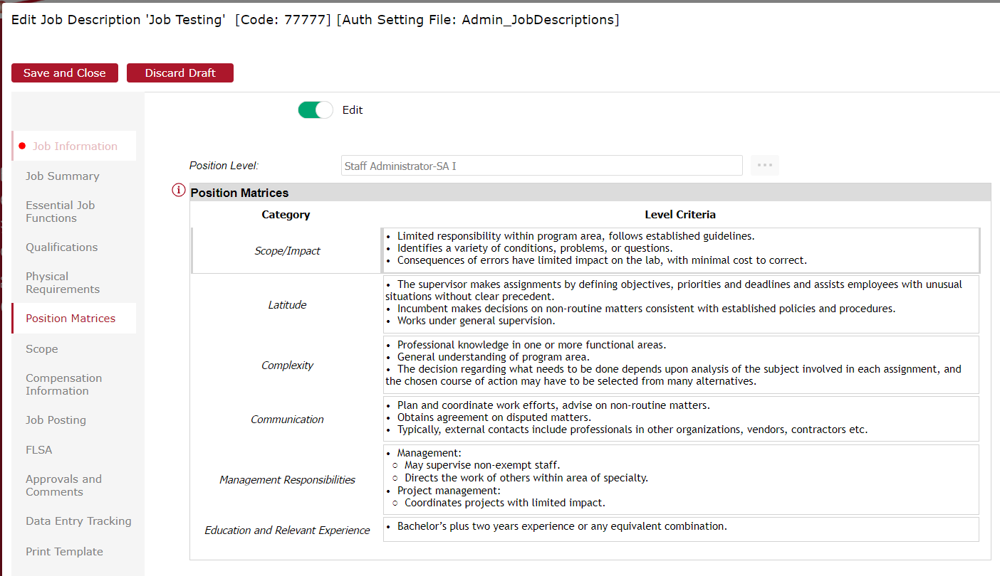 Edit Job Description 'Job Testing' [Code: 77777] [Auth Setting File: Admin_JobDescriptions]
Save and Close
Discard Draft
Edit
Job Information
Job Summary
Essential Job
Functions
Qualifications
Physical
Requirements
Position Matrices
Scope
Compensation
Information
Job Posting
FLSA
Approvals and
Comments
Data Entry Tracking
Print Template
Position Level:
Staff Administrator-SA I
Position Matrices
Category
Level Criteria
Scope/Impact
• Limited responsibility within program area, follows established guidelines.
• Identifies a variety of conditions, problems, or questions.
• Consequences of errors have limited impact on the lab, with minimal cost to correct.
Latitude
• The supervisor makes assignments by defining objectives, priorities and deadlines and assists employees with unusual
situations without clear precedent.
• Incumbent makes decisions on non-routine matters consistent with established policies and procedures.
• Works under general supervision.
Complexity
• Professional knowledge in one or more functional areas.
• General understanding of program area.
• The decision regarding what needs to be done depends upon analysis of the subject involved in each assignment, and
the chosen course of action may have to be selected from many alternatives.
Communication
• Plan and coordinate work efforts, advise on non-routine matters.
• Obtains agreement on disputed matters.
• Typically, external contacts include professionals in other organizations, vendors, contractors etc.
Management Responsibilities
• Management:
○ May supervise non-exempt staff.
○ Directs the work of others within area of specialty.
• Project management:
○ Coordinates projects with limited impact.
Education and Relevant Experience
• Bachelor’s plus two years experience or any equivalent combination.